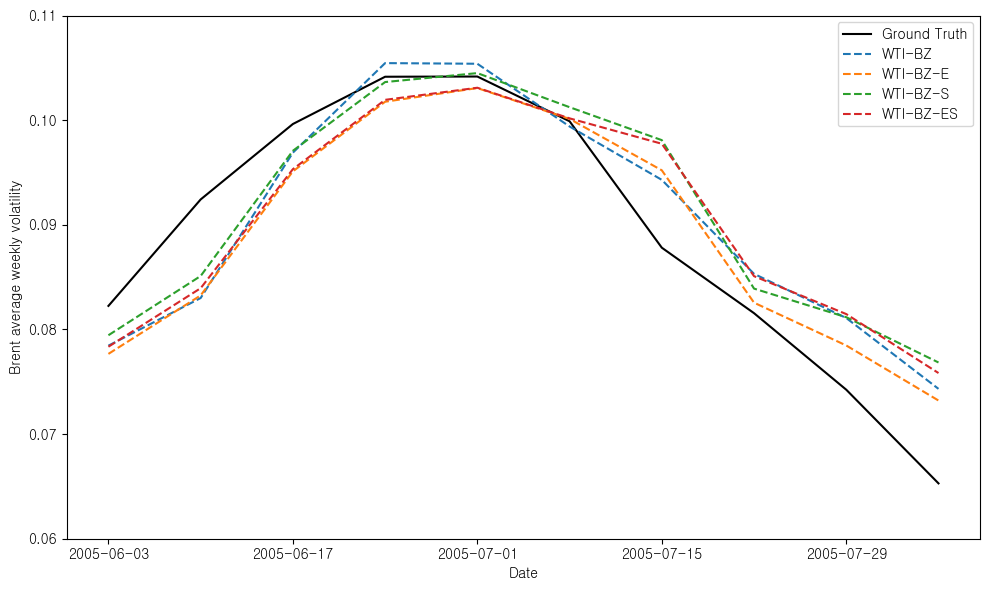 0.11
0.10
0.09
0.08
0.07
0.06
Brent average weekly volatility
Ground Truth
WTI-BZ
WTI-BZ-E
WTI-BZ-S
WTI-BZ-ES
2005-06-03
2005-06-17
2005-07-01
2005-07-15
2005-07-29
Date